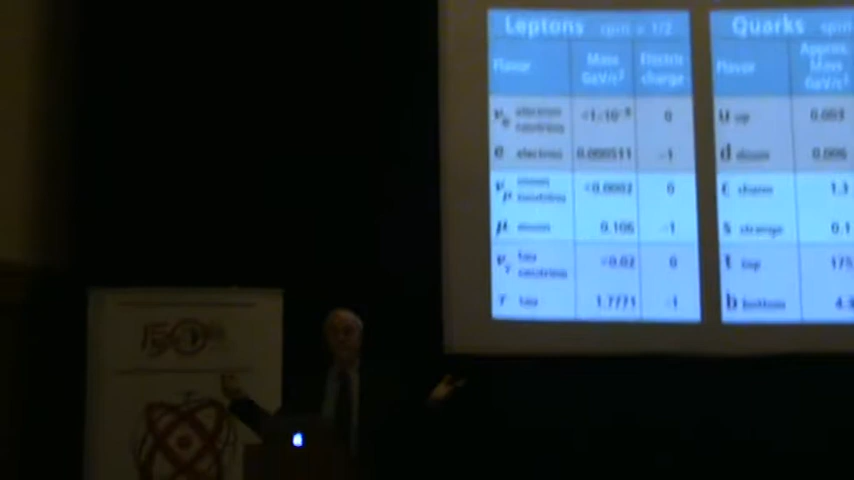 Leptons spin = 1/2
Flavor Mass GeV/c² Electric charge
νe electron neutrino <1×10⁻⁸ 0
e electron 0.000511 -1
νμ muon neutrino <0.0002 0
μ muon 0.106 -1
ντ tau neutrino <0.02 0
τ tau 1.7771 -1
Quarks spin
Flavor Approx. Mass GeV/c²
u up 0.003
d down 0.006
c charm 1.3
s strange 0.1
t top 175
b bottom 4.3
150